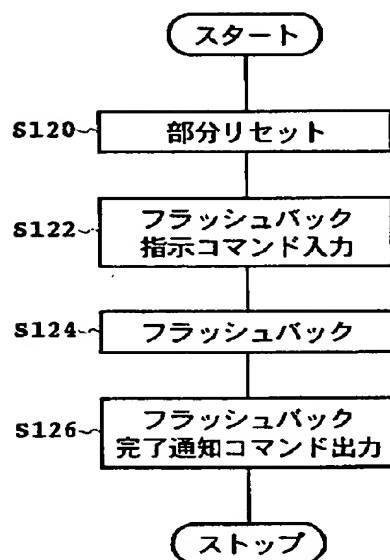 スタート
S120 部分リセット
S122 フラッシュバック
指示コマンド入力
S124 フラッシュバック
S126 フラッシュバック
完了通知コマンド出力
ストップ